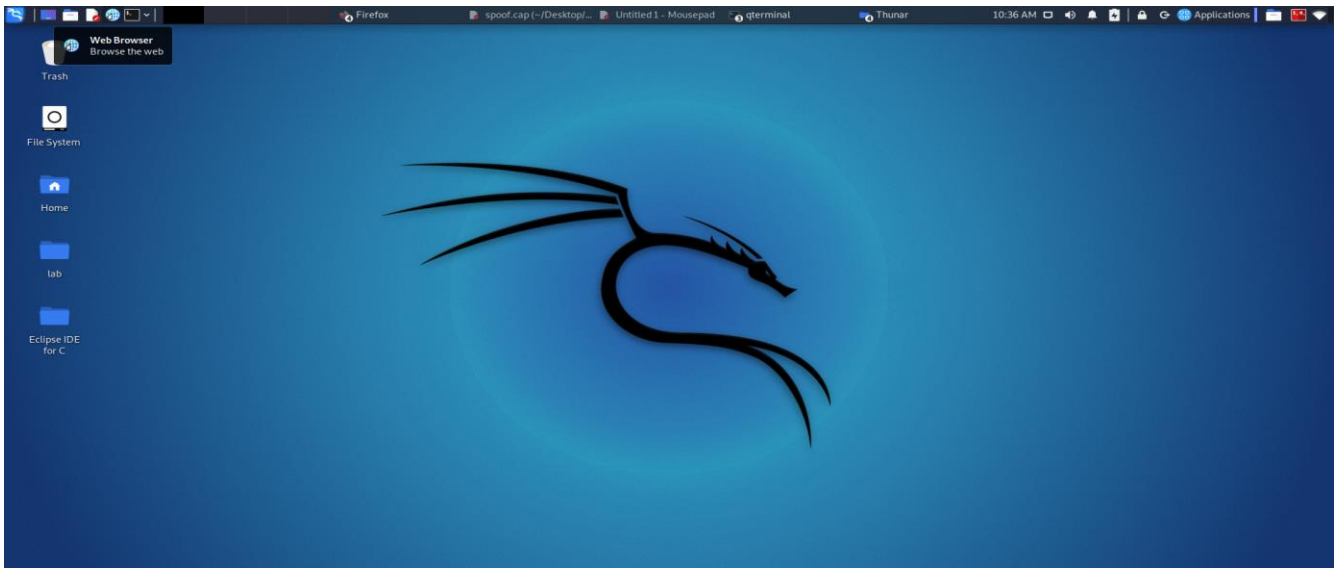 Firefox
spoof.cap (~/Desktop/...
Untitled 1 - Mousepad
qterminal
Thunar
10:36 AM
Applications
Web Browser
Browse the web
Trash
File System
Home
lab
Eclipse IDE
for C